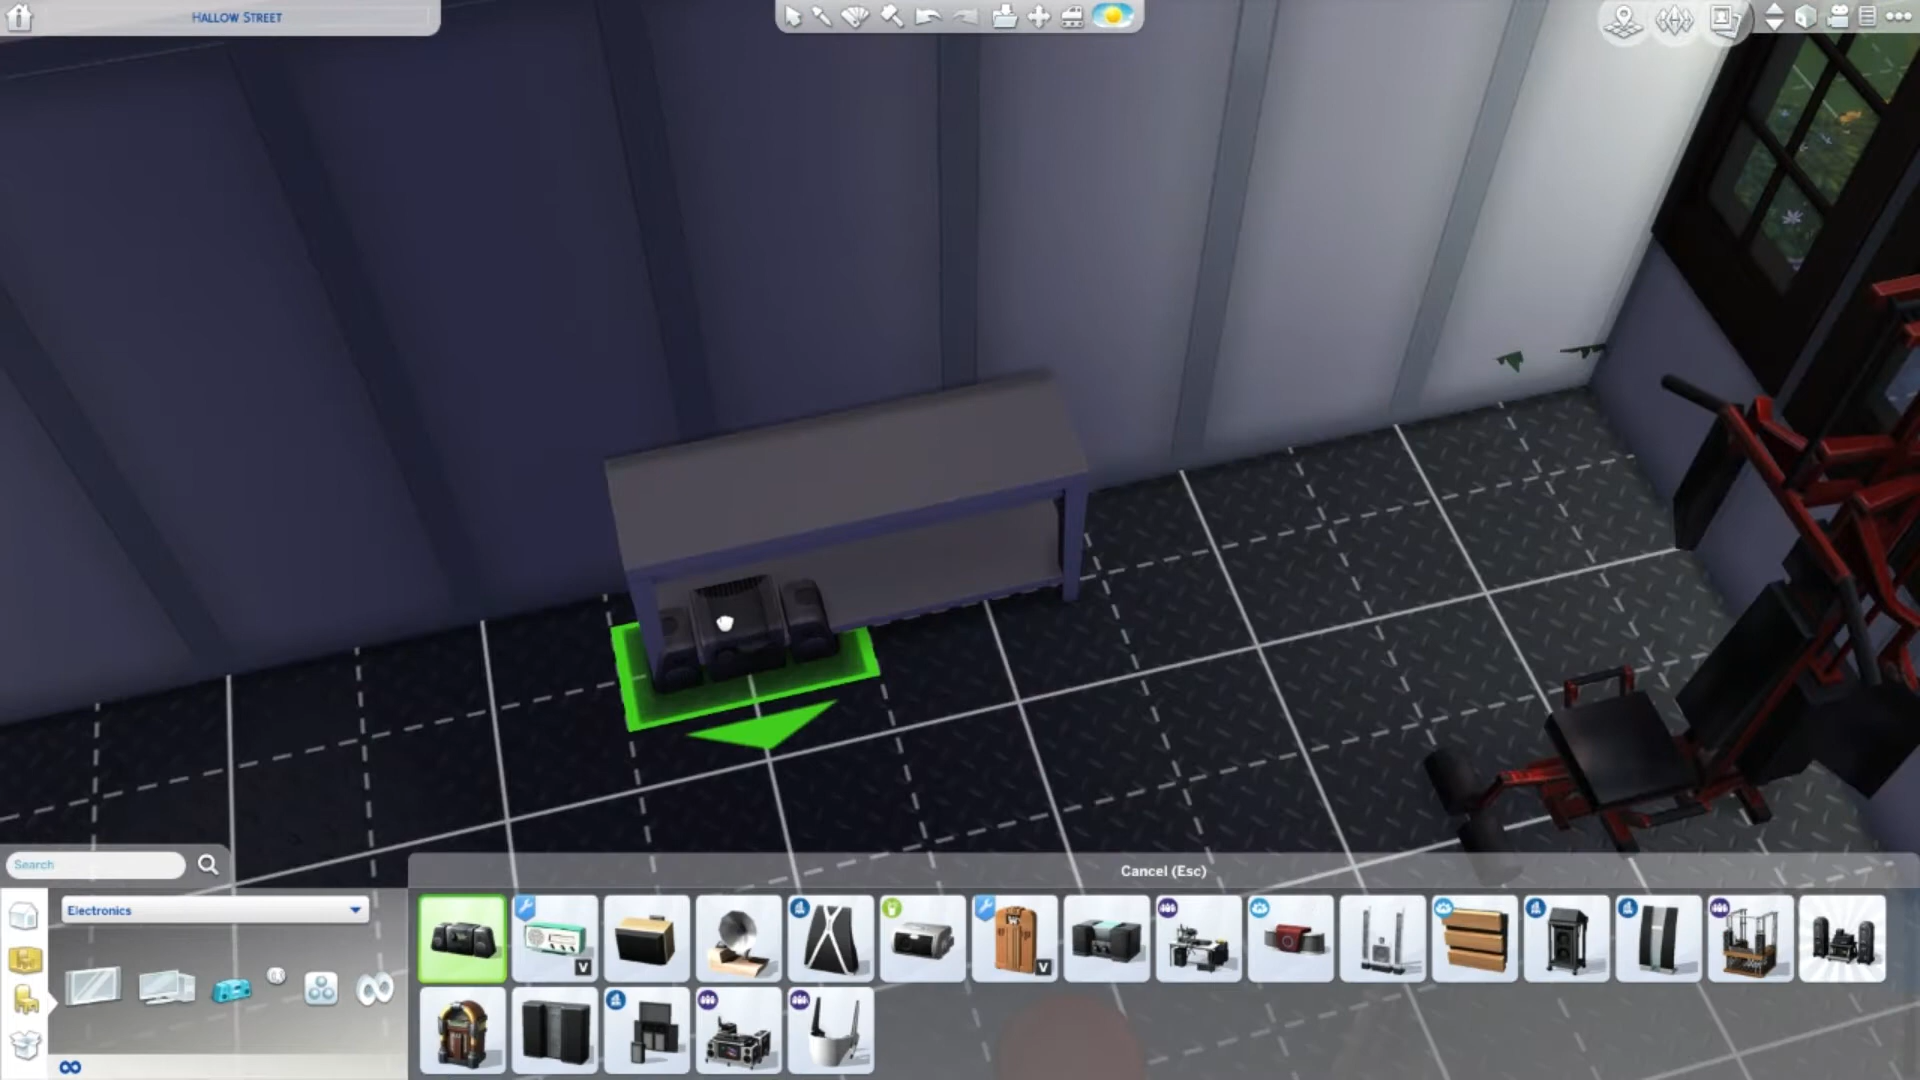 HALLOW STREET
Search
Cancel (Esc)
Electronics
V
V